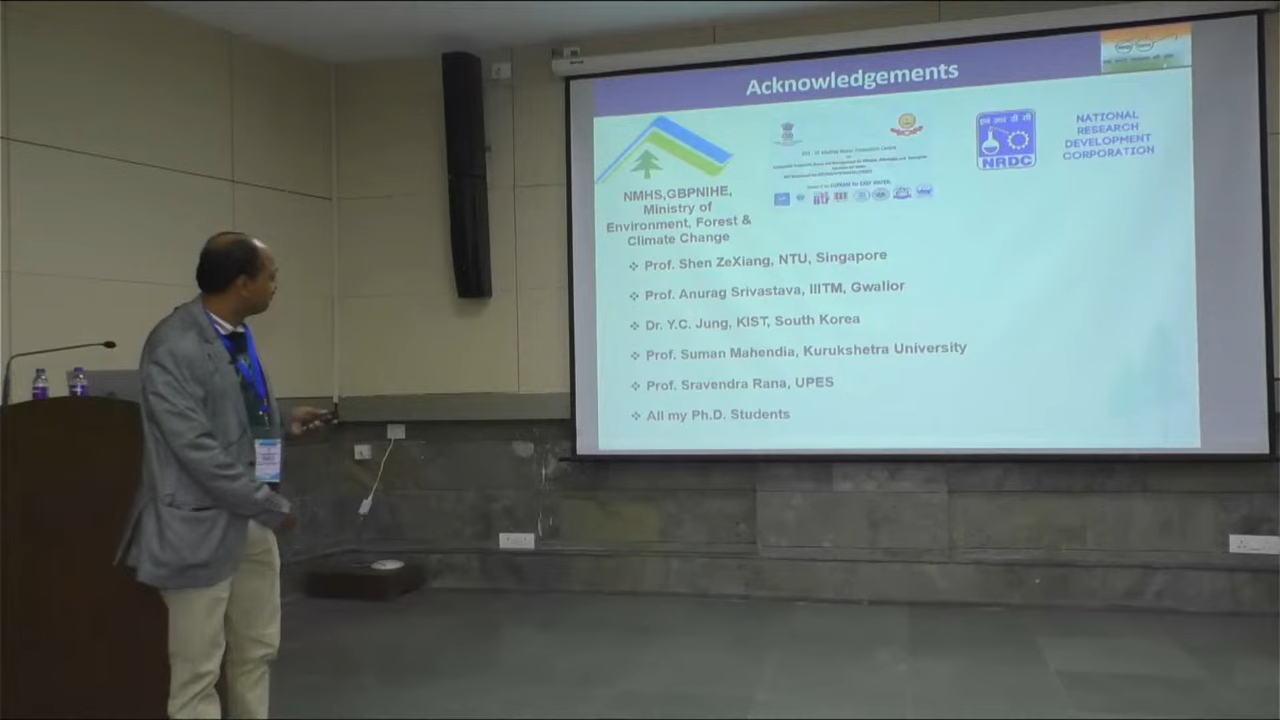 Acknowledgements
NMHS,GBPNIHE,
Ministry of
Environment, Forest &
Climate Change
एन आर डी सी
NRDC
NATIONAL
RESEARCH
DEVELOPMENT
CORPORATION
❖ Prof. Shen ZeXiang, NTU, Singapore
❖ Prof. Anurag Srivastava, IIITM, Gwalior
❖ Dr. Y.C. Jung, KIST, South Korea
❖ Prof. Suman Mahendia, Kurukshetra University
❖ Prof. Sravendra Rana, UPES
❖ All my Ph.D. Students